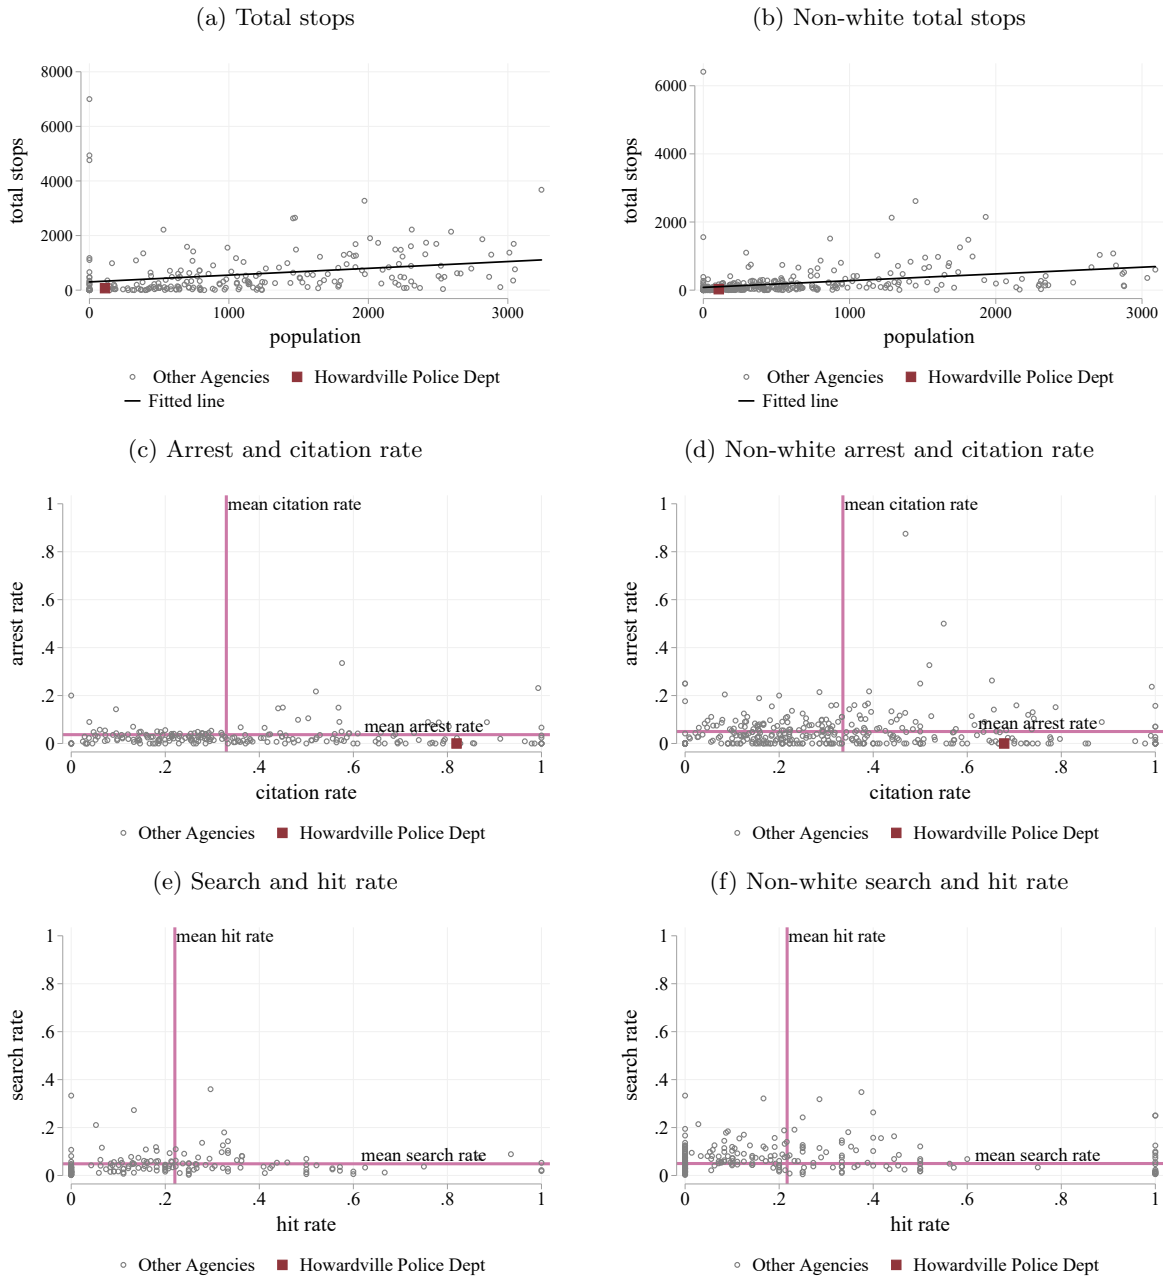 (a) Total stops
total stops
8000
6000
4000
2000
0
0 1000 2000 3000
population
Other Agencies Howardville Police Dept
Fitted line
(b) Non-white total stops
total stops
6000
4000
2000
0
0 1000 2000 3000
population
Other Agencies Howardville Police Dept
Fitted line
(c) Arrest and citation rate
arrest rate
1
.8
.6
.4
.2
0
mean citation rate
mean arrest rate
0 .2 .4 .6 .8 1
citation rate
Other Agencies Howardville Police Dept
(d) Non-white arrest and citation rate
arrest rate
1
.8
.6
.4
.2
0
mean citation rate
mean arrest rate
0 .2 .4 .6 .8 1
citation rate
Other Agencies Howardville Police Dept
(e) Search and hit rate
search rate
1
.8
.6
.4
.2
0
mean hit rate
mean search rate
0 .2 .4 .6 .8 1
hit rate
Other Agencies Howardville Police Dept
(f) Non-white search and hit rate
search rate
1
.8
.6
.4
.2
0
mean hit rate
mean search rate
0 .2 .4 .6 .8 1
hit rate
Other Agencies Howardville Police Dept